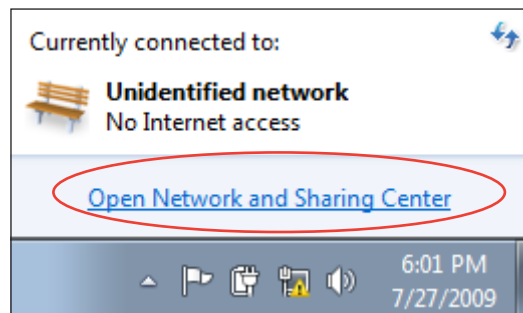 Currently connected to:
Unidentified network
No Internet access
Open Network and Sharing Center
6:01 PM
7/27/2009